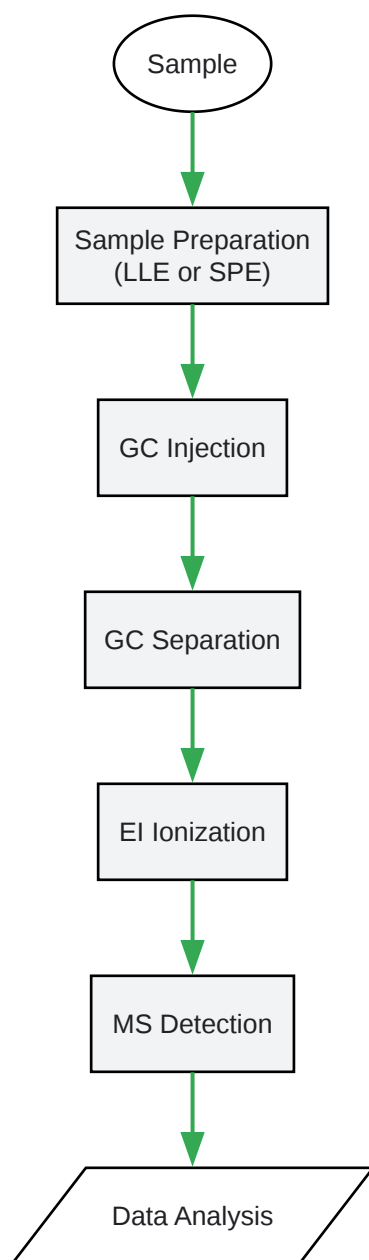 Sample
Sample Preparation
(LLE or SPE)
GC Injection
GC Separation
EI Ionization
MS Detection
Data Analysis